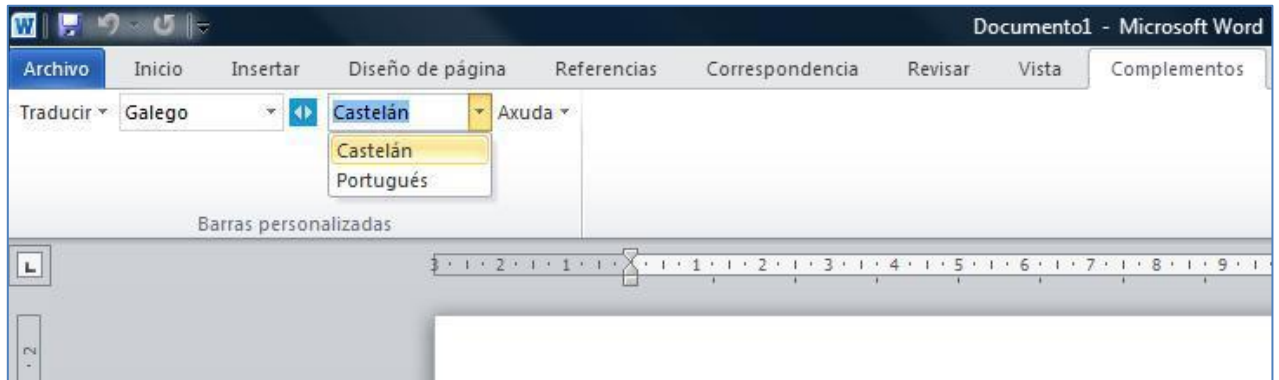 Documento1 - Microsoft Word
Archivo Inicio Insertar Diseño de página Referencias Correspondencia Revisar Vista Complementos
Traducir Galego Castelán Axuda
Castelán
Portugués
Barras personalizadas
3 2 1 1 2 3 4 5 6 7 8 9
2